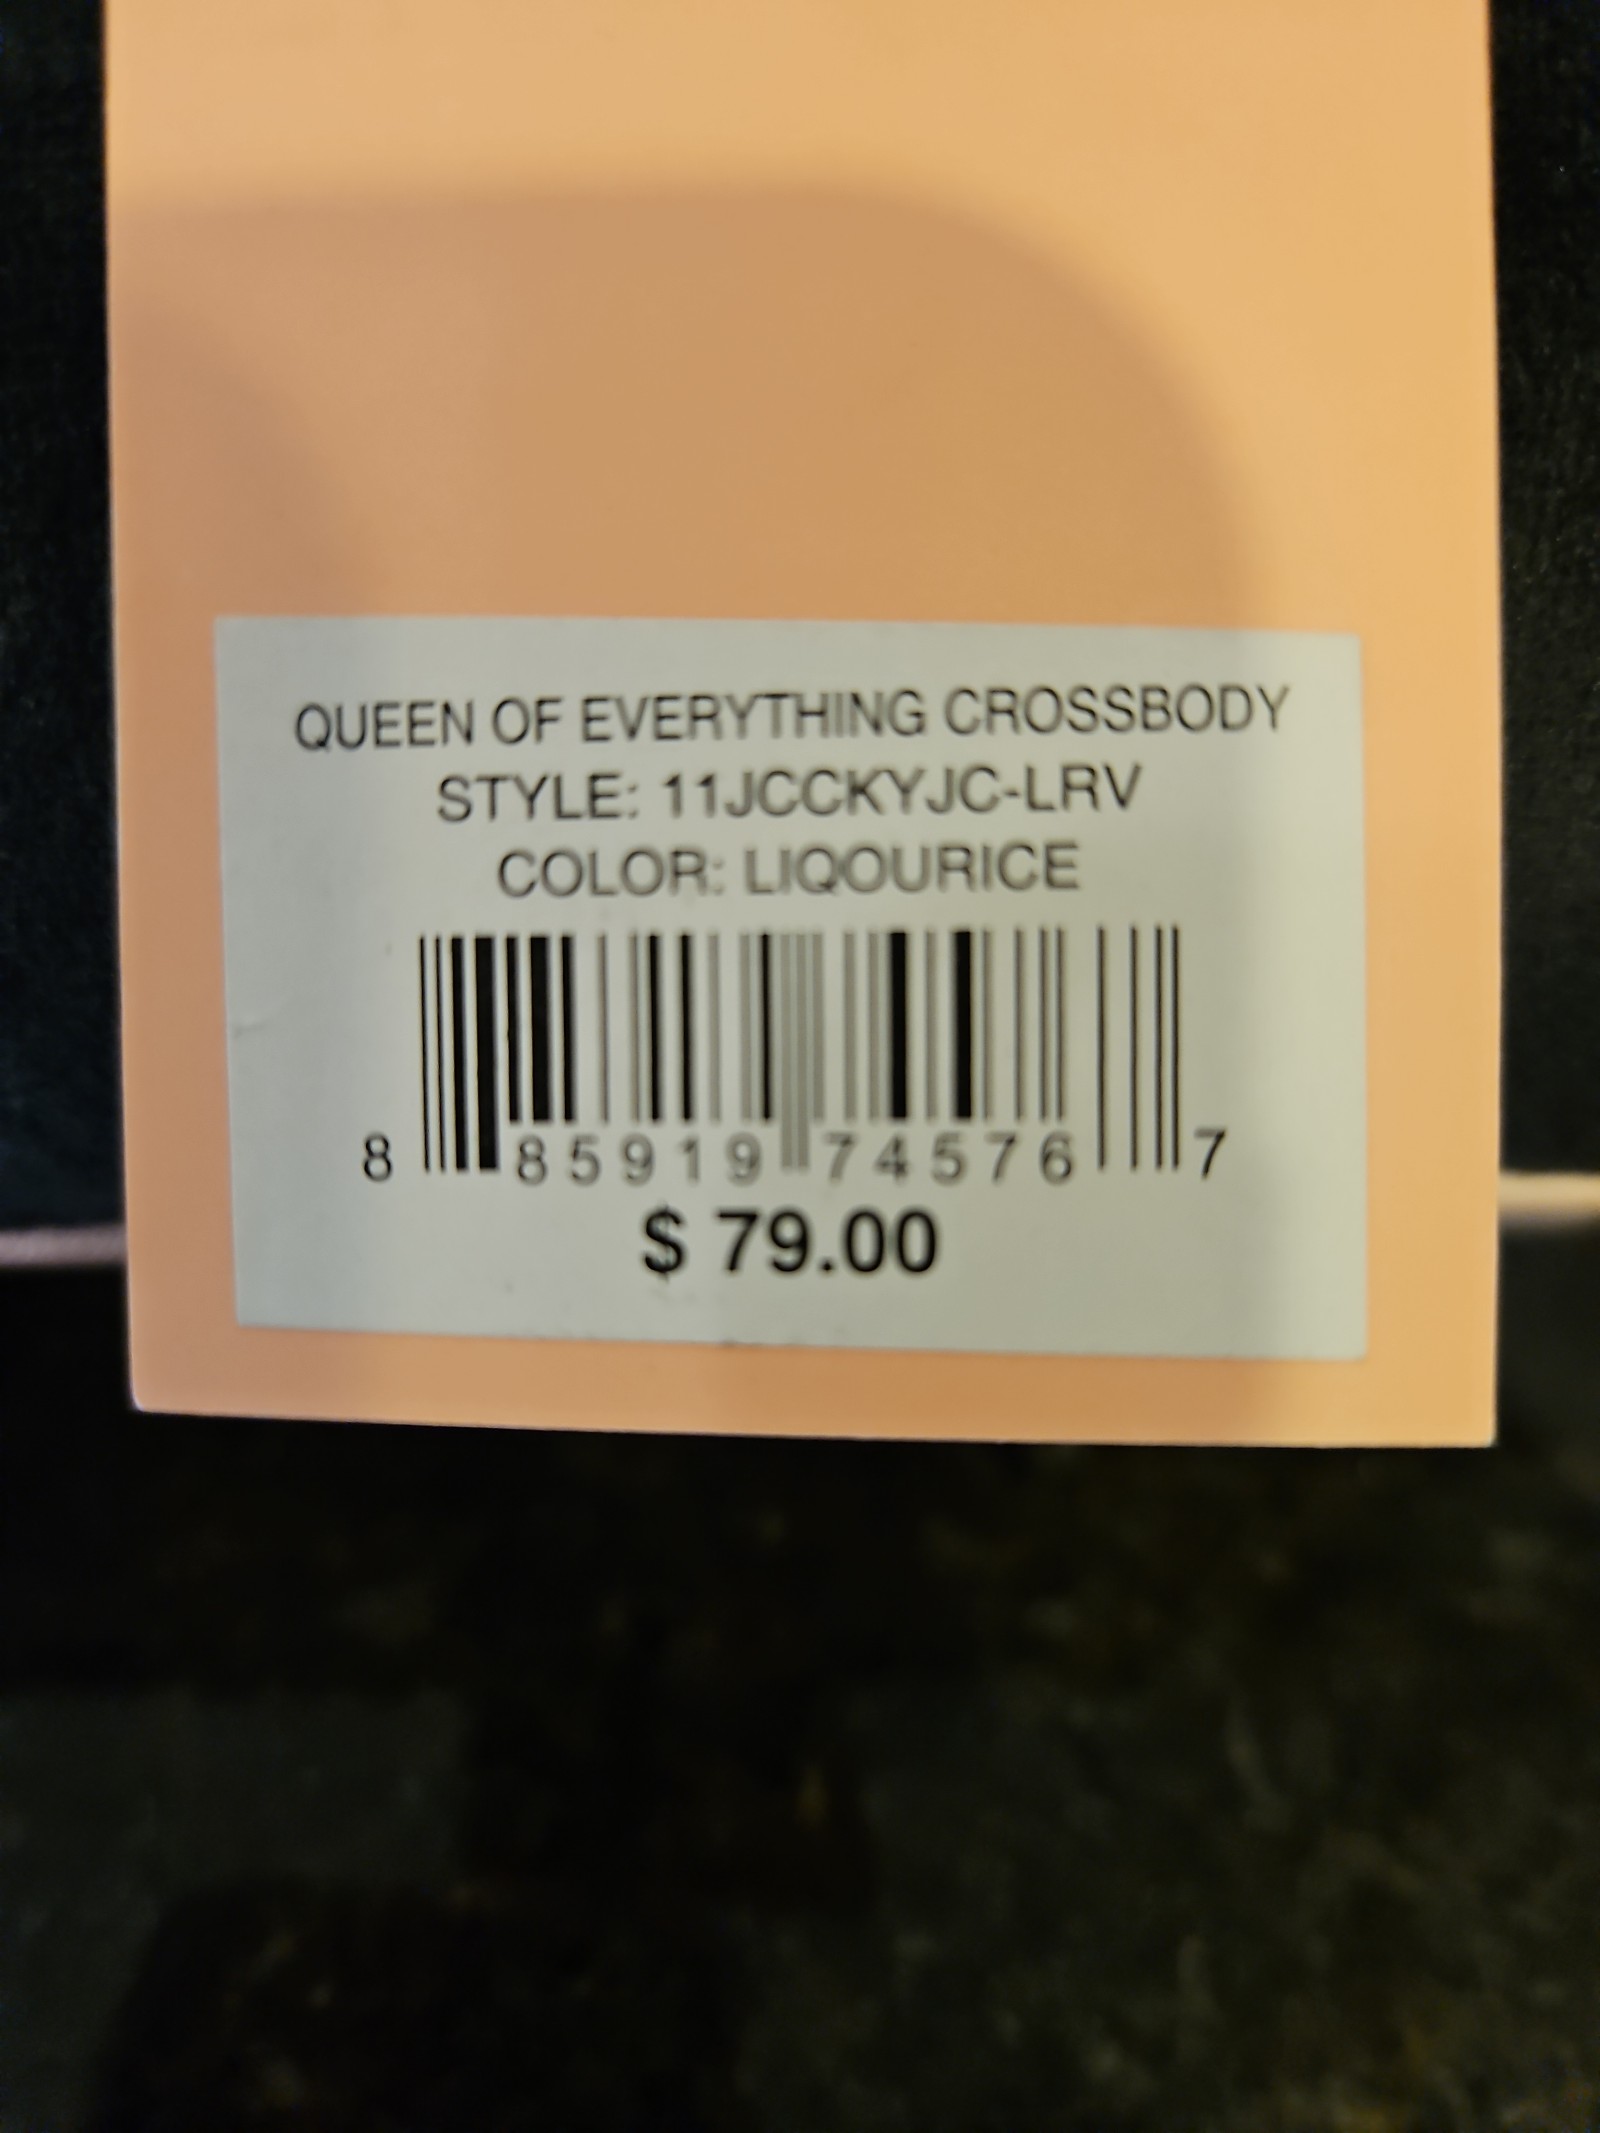 QUEEN OF EVERYTHING CROSSBODY
STYLE: 11JCCKYJC-LRV
COLOR: LIQOURICE
8 85919 74576 7
$ 79.00